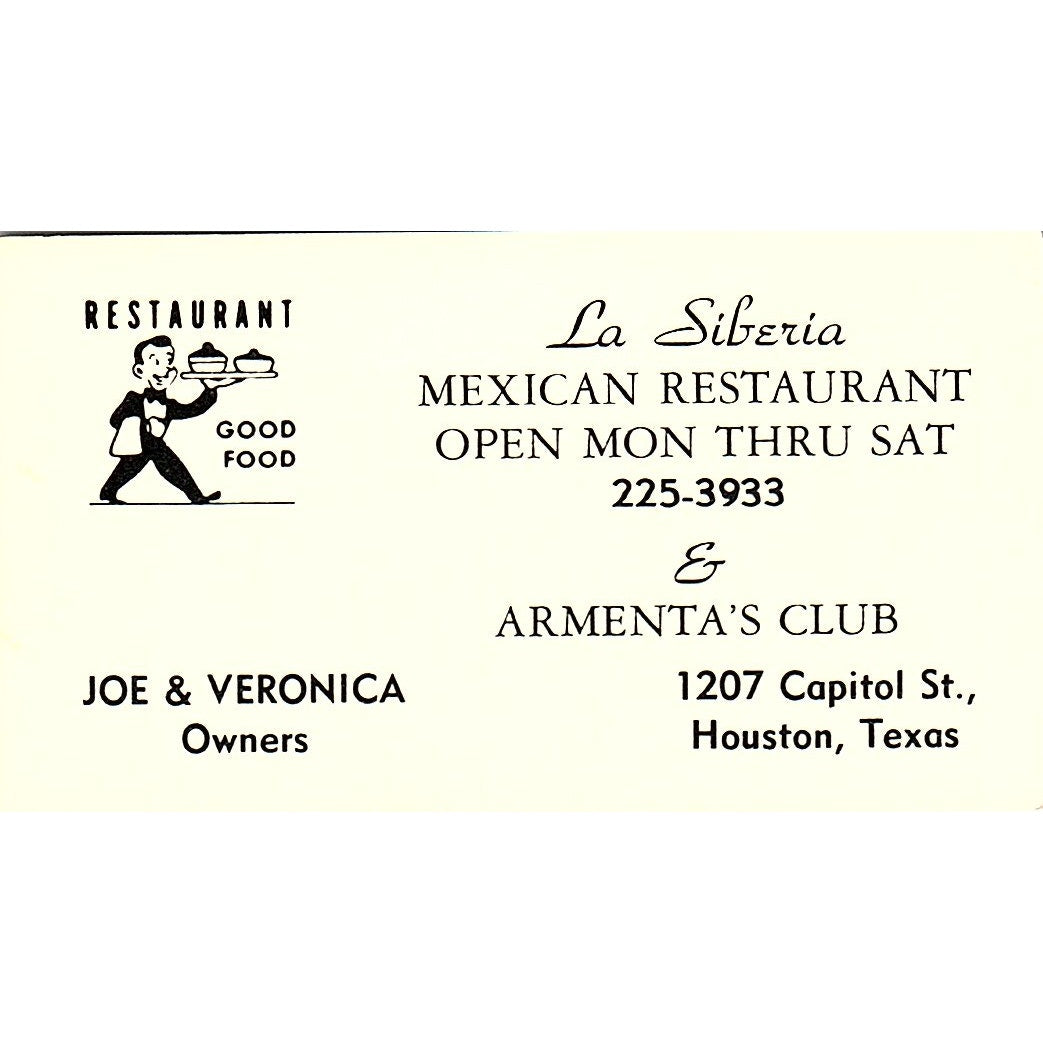 RESTAURANT
GOOD
FOOD
La Siberia
MEXICAN RESTAURANT
OPEN MON THRU SAT
225-3933
&
ARMENTA'S CLUB
JOE & VERONICA
Owners
1207 Capitol St.,
Houston, Texas